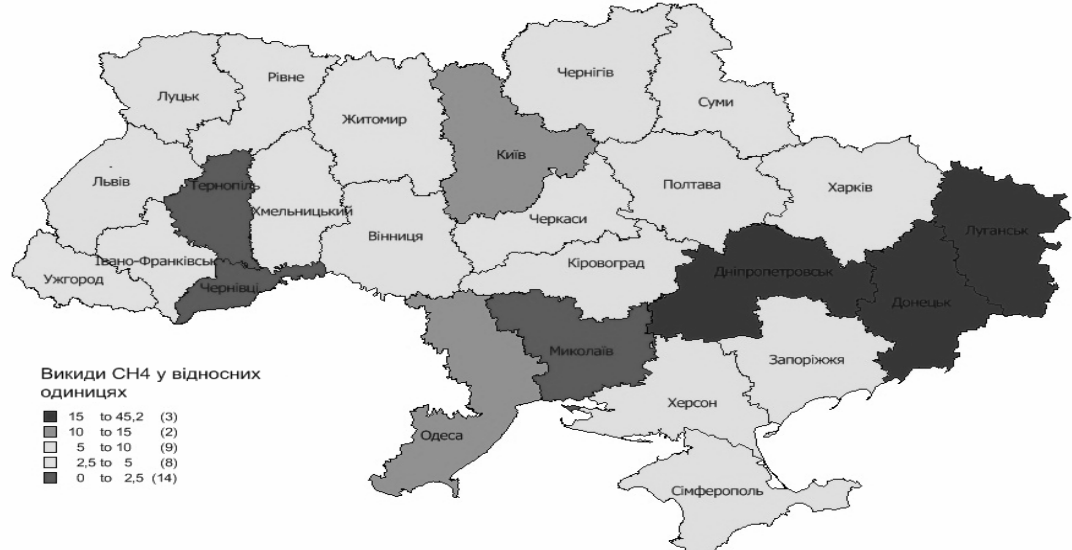 Чернігів
Рівне
Луцьк
Суми
Житомир
Київ
Львів
Тернопіль
Полтава
Харків
Хмельницький
Черкаси
Вінниця
Луганськ
Івано-Франківськ
Кіровоград
Ужгород
Дніпропетровськ
Чернівці
Донецьк
Миколаїв
Запоріжжя
Херсон
Одеса
Сімферополь
Викиди СН4 у відносних
одиницях
15 to 45,2 (3)
10 to 15 (2)
5 to 10 (9)
2,5 to 5 (8)
0 to 2,5 (14)